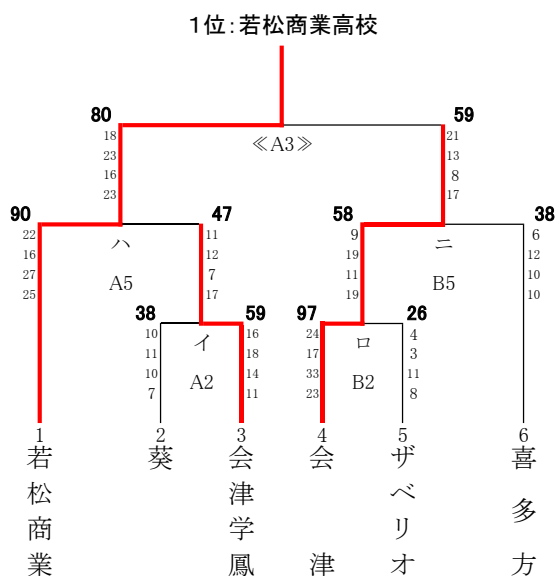 1位:若松商業高校
80 59
18 21
≪A3≫
23 13
16 8
23 17
90 47 58 38
22 11 9 6
ハ ニ
16 12 19 12
27 7 11 10
A5 B5
25 17 19 10
38 59 97 26
10 16 24 4
イ ロ
11 18 17 3
10 14 33 11
A2 B2
7 11 23 8
1 2 3 4 5 6
若松商業
葵
会津学鳳
会津
ザベリオ
喜多方